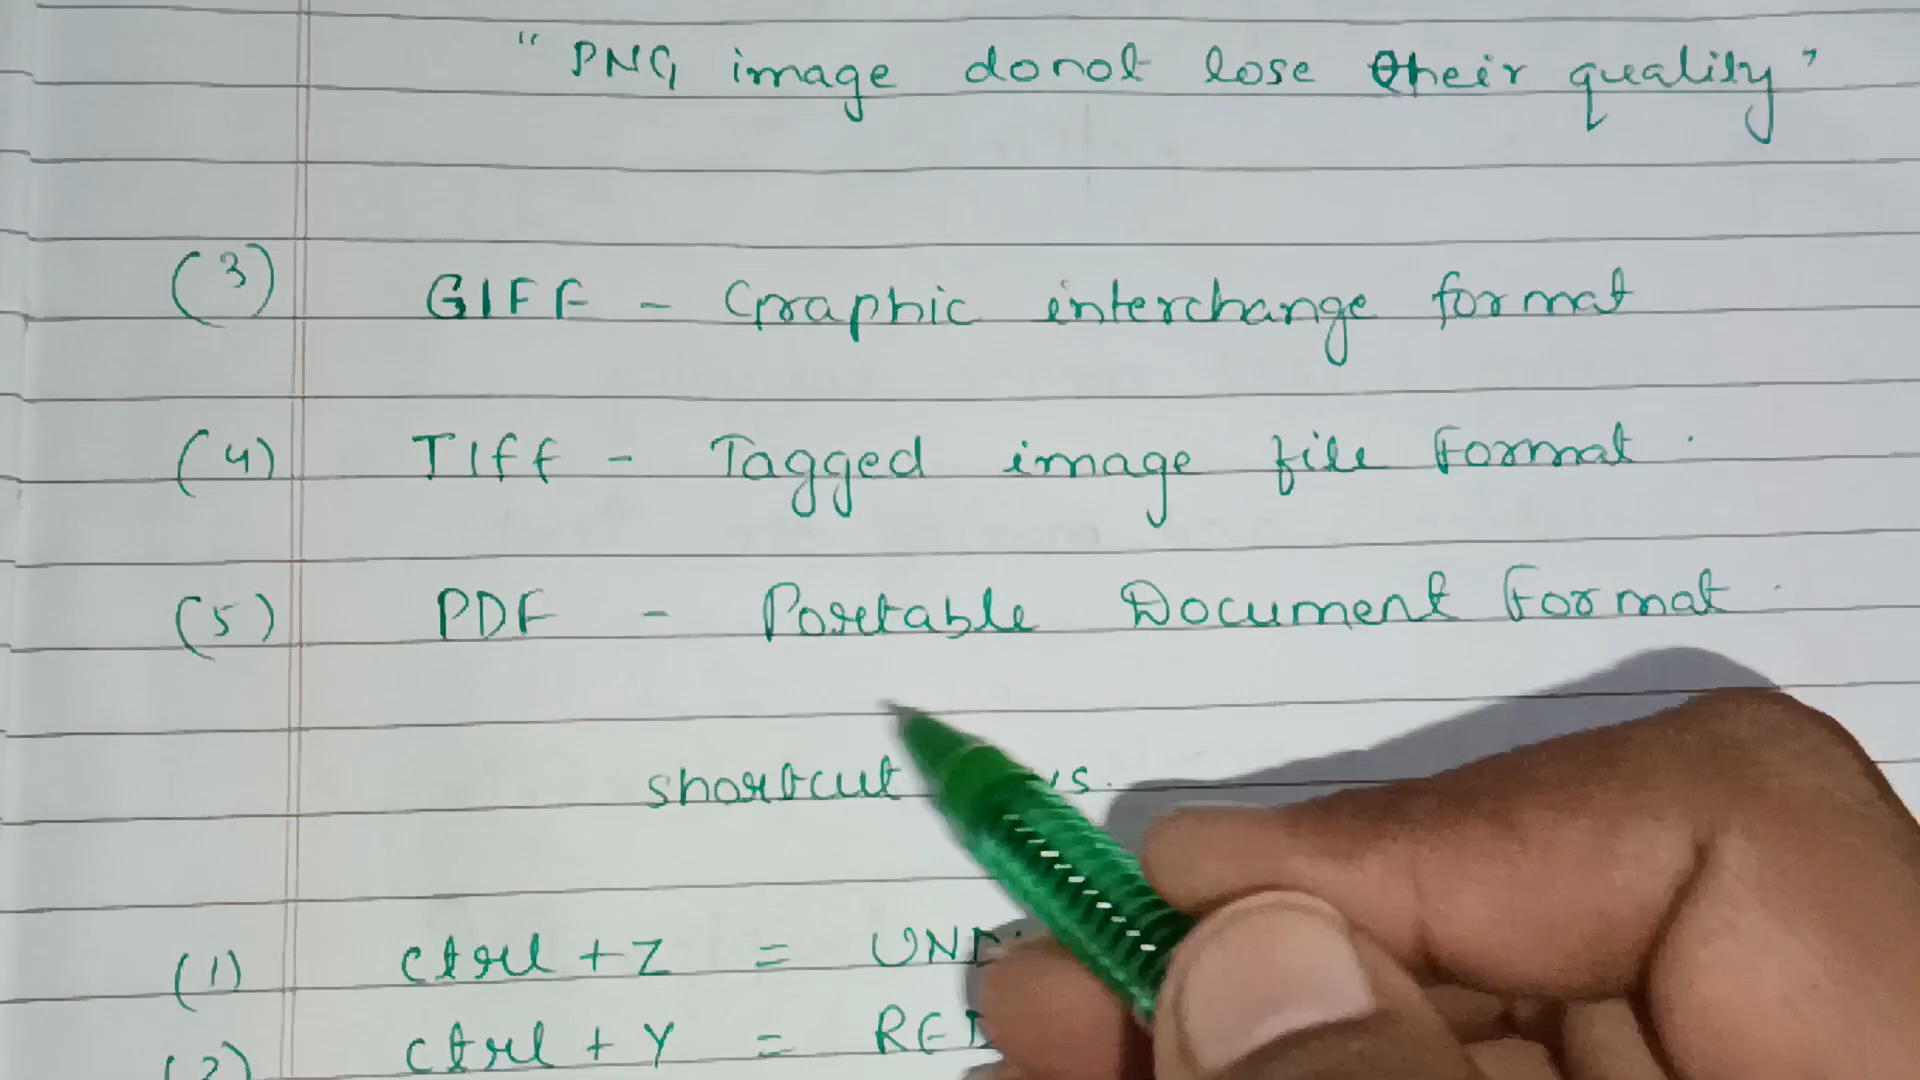 " PNG image donot lose their quality"
(3) GIFF - Graphic interchange format
(4) TIff - Tagged image file Format.
(5) PDF - Portable Document Format.
shortcut
(1) ctrl + Z =
(2) ctrl + Y =